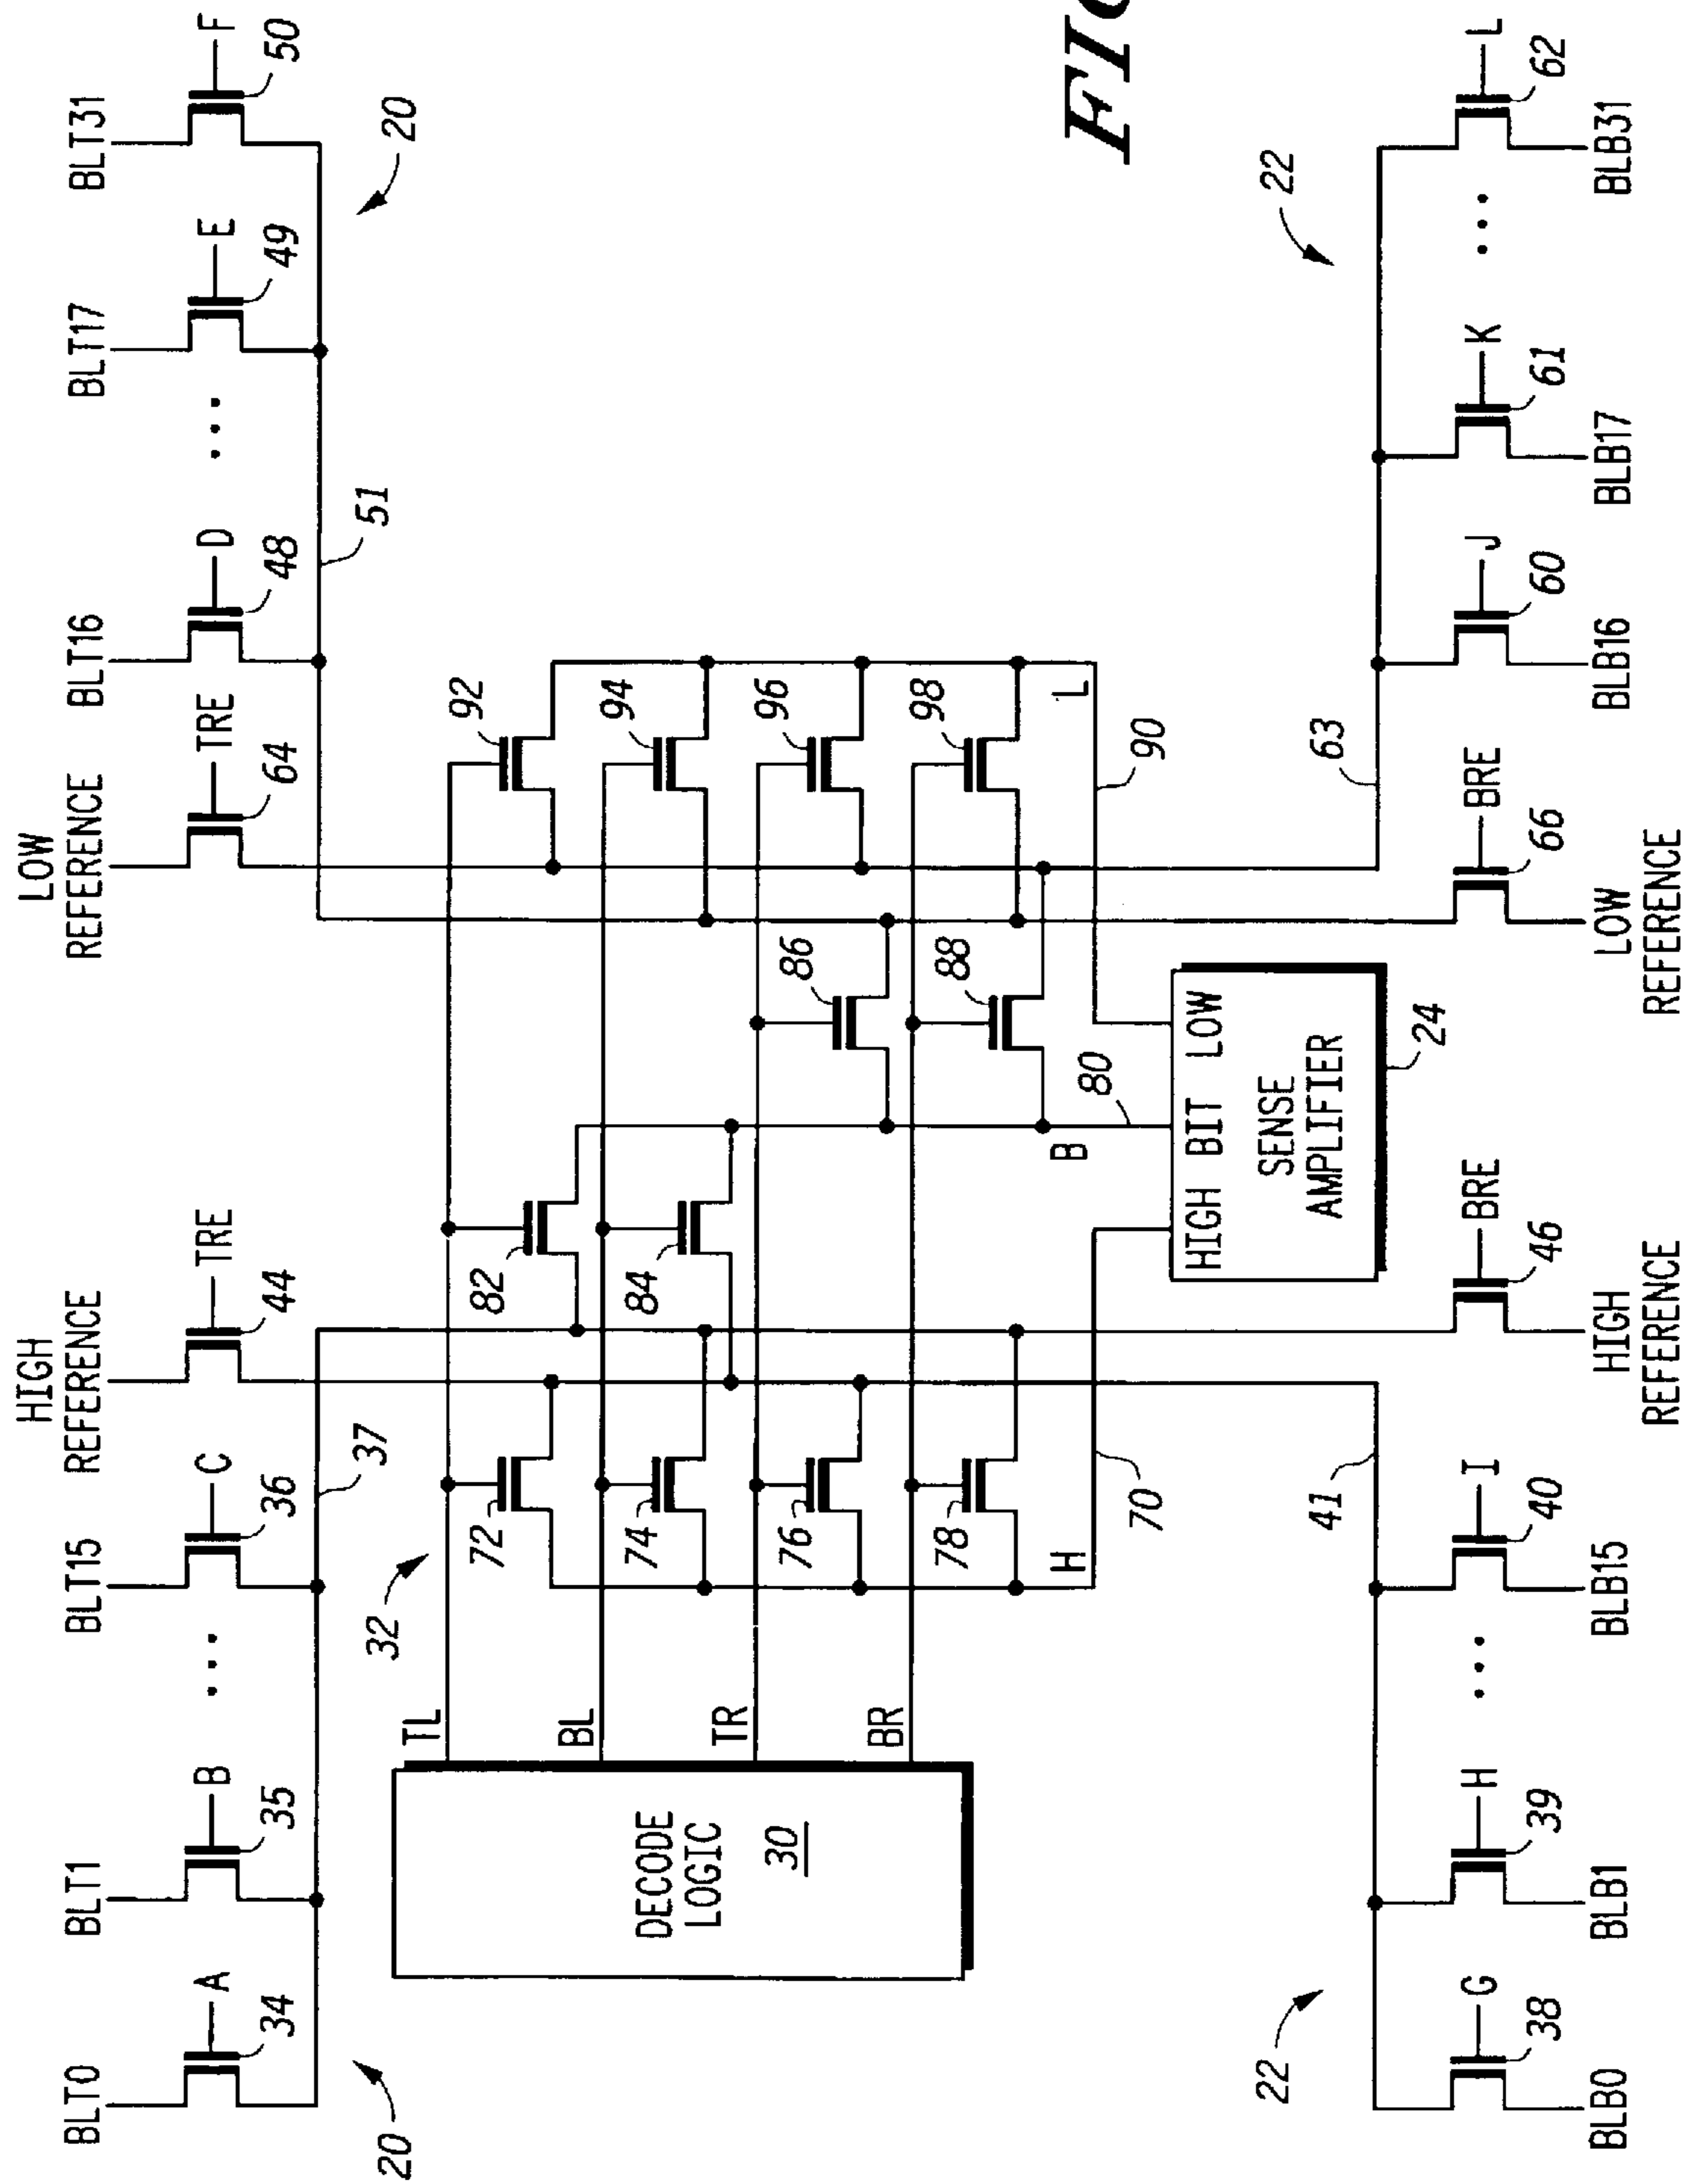 LOW
REFERENCE
HIGH
REFERENCE
BLT0
BLT1
BLT15
BLT16
BLT17
BLT31
A
B
C
TRE
TRE
D
E
F
34
35
36
44
64
48
49
50
...
...
20
37
51
20
32
TL
BL
TR
BR
DECODE
LOGIC
30
72
74
76
78
82
84
86
88
92
94
96
98
H
B
L
70
80
90
HIGH BIT LOW
SENSE
AMPLIFIER
24
22
41
63
22
G
H
I
BRE
BRE
J
K
L
38
39
40
46
66
60
61
62
...
...
BLB0
BLB1
BLB15
HIGH
REFERENCE
LOW
REFERENCE
BLB16
BLB17
BLB31